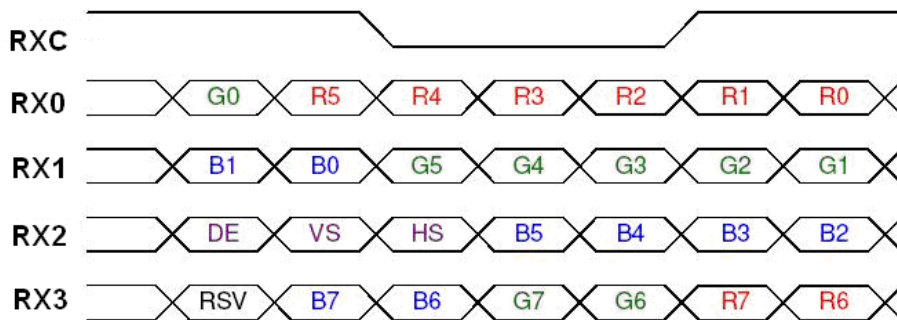 RXC
RX0 G0 R5 R4 R3 R2 R1 R0
RX1 B1 B0 G5 G4 G3 G2 G1
RX2 DE VS HS B5 B4 B3 B2
RX3 RSV B7 B6 G7 G6 R7 R6